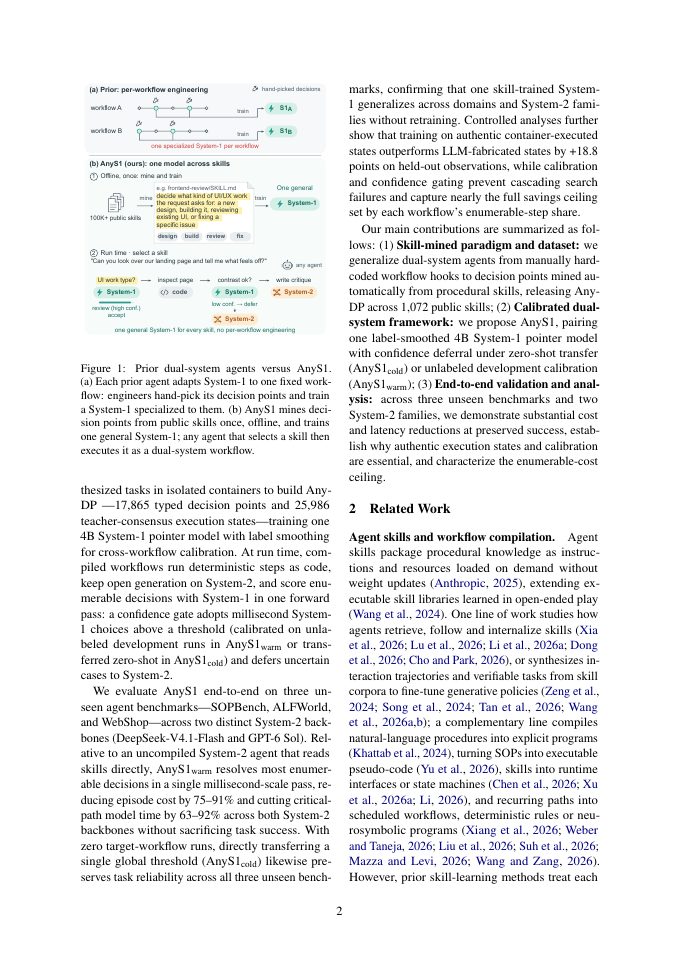 (a) Prior: per-workflow engineering
hand-picked decisions
workflow A
train
S1A
workflow B
train
S1B
one specialized System-1 per workflow
(b) AnyS1 (ours): one model across skills
1 Offline, once: mine and train
e.g. frontend-review/SKILL.md
One general
mine
decide what kind of UI/UX work
the request asks for: a new
design, building it, reviewing
existing UI, or fixing a
specific issue
train
System-1
100K+ public skills
design build review fix
2 Run time · select a skill
"Can you look over our landing page and tell me what feels off?"
any agent
UI work type?
inspect page
contrast ok?
write critique
System-1
code
System-1
System-2
review (high conf.)
accept
low conf. → defer
System-2
one general System-1 for every skill, no per-workflow engineering
Figure 1: Prior dual-system agents versus AnyS1.
(a) Each prior agent adapts System-1 to one fixed work-
flow: engineers hand-pick its decision points and train
a System-1 specialized to them. (b) AnyS1 mines deci-
sion points from public skills once, offline, and trains
one general System-1; any agent that selects a skill then
executes it as a dual-system workflow.
thesized tasks in isolated containers to build Any-
DP —17,865 typed decision points and 25,986
teacher-consensus execution states—training one
4B System-1 pointer model with label smoothing
for cross-workflow calibration. At run time, com-
piled workflows run deterministic steps as code,
keep open generation on System-2, and score enu-
merable decisions with System-1 in one forward
pass: a confidence gate adopts millisecond System-
1 choices above a threshold (calibrated on unla-
beled development runs in AnyS1warm or trans-
ferred zero-shot in AnyS1cold) and defers uncertain
cases to System-2.
We evaluate AnyS1 end-to-end on three un-
seen agent benchmarks—SOPBench, ALFWorld,
and WebShop—across two distinct System-2 back-
bones (DeepSeek-V4.1-Flash and GPT-6 Sol). Rel-
ative to an uncompiled System-2 agent that reads
skills directly, AnyS1warm resolves most enumer-
able decisions in a single millisecond-scale pass, re-
ducing episode cost by 75–91% and cutting critical-
path model time by 63–92% across both System-2
backbones without sacrificing task success. With
zero target-workflow runs, directly transferring a
single global threshold (AnyS1cold) likewise pre-
serves task reliability across all three unseen bench-
marks, confirming that one skill-trained System-
1 generalizes across domains and System-2 fami-
lies without retraining. Controlled analyses further
show that training on authentic container-executed
states outperforms LLM-fabricated states by +18.8
points on held-out observations, while calibration
and confidence gating prevent cascading search
failures and capture nearly the full savings ceiling
set by each workflow's enumerable-step share.
Our main contributions are summarized as fol-
lows: (1) Skill-mined paradigm and dataset: we
generalize dual-system agents from manually hard-
coded workflow hooks to decision points mined au-
tomatically from procedural skills, releasing Any-
DP across 1,072 public skills; (2) Calibrated dual-
system framework: we propose AnyS1, pairing
one label-smoothed 4B System-1 pointer model
with confidence deferral under zero-shot transfer
(AnyS1cold) or unlabeled development calibration
(AnyS1warm); (3) End-to-end validation and anal-
ysis: across three unseen benchmarks and two
System-2 families, we demonstrate substantial cost
and latency reductions at preserved success, estab-
lish why authentic execution states and calibration
are essential, and characterize the enumerable-cost
ceiling.
2 Related Work
Agent skills and workflow compilation. Agent
skills package procedural knowledge as instruc-
tions and resources loaded on demand without
weight updates (Anthropic, 2025), extending ex-
ecutable skill libraries learned in open-ended play
(Wang et al., 2024). One line of work studies how
agents retrieve, follow and internalize skills (Xia
et al., 2026; Lu et al., 2026; Li et al., 2026a; Dong
et al., 2026; Cho and Park, 2026), or synthesizes in-
teraction trajectories and verifiable tasks from skill
corpora to fine-tune generative policies (Zeng et al.,
2024; Song et al., 2024; Tan et al., 2026; Wang
et al., 2026a,b); a complementary line compiles
natural-language procedures into explicit programs
(Khattab et al., 2024), turning SOPs into executable
pseudo-code (Yu et al., 2026), skills into runtime
interfaces or state machines (Chen et al., 2026; Xu
et al., 2026a; Li, 2026), and recurring paths into
scheduled workflows, deterministic rules or neu-
rosymbolic programs (Xiang et al., 2026; Weber
and Taneja, 2026; Liu et al., 2026; Suh et al., 2026;
Mazza and Levi, 2026; Wang and Zang, 2026).
However, prior skill-learning methods treat each
2